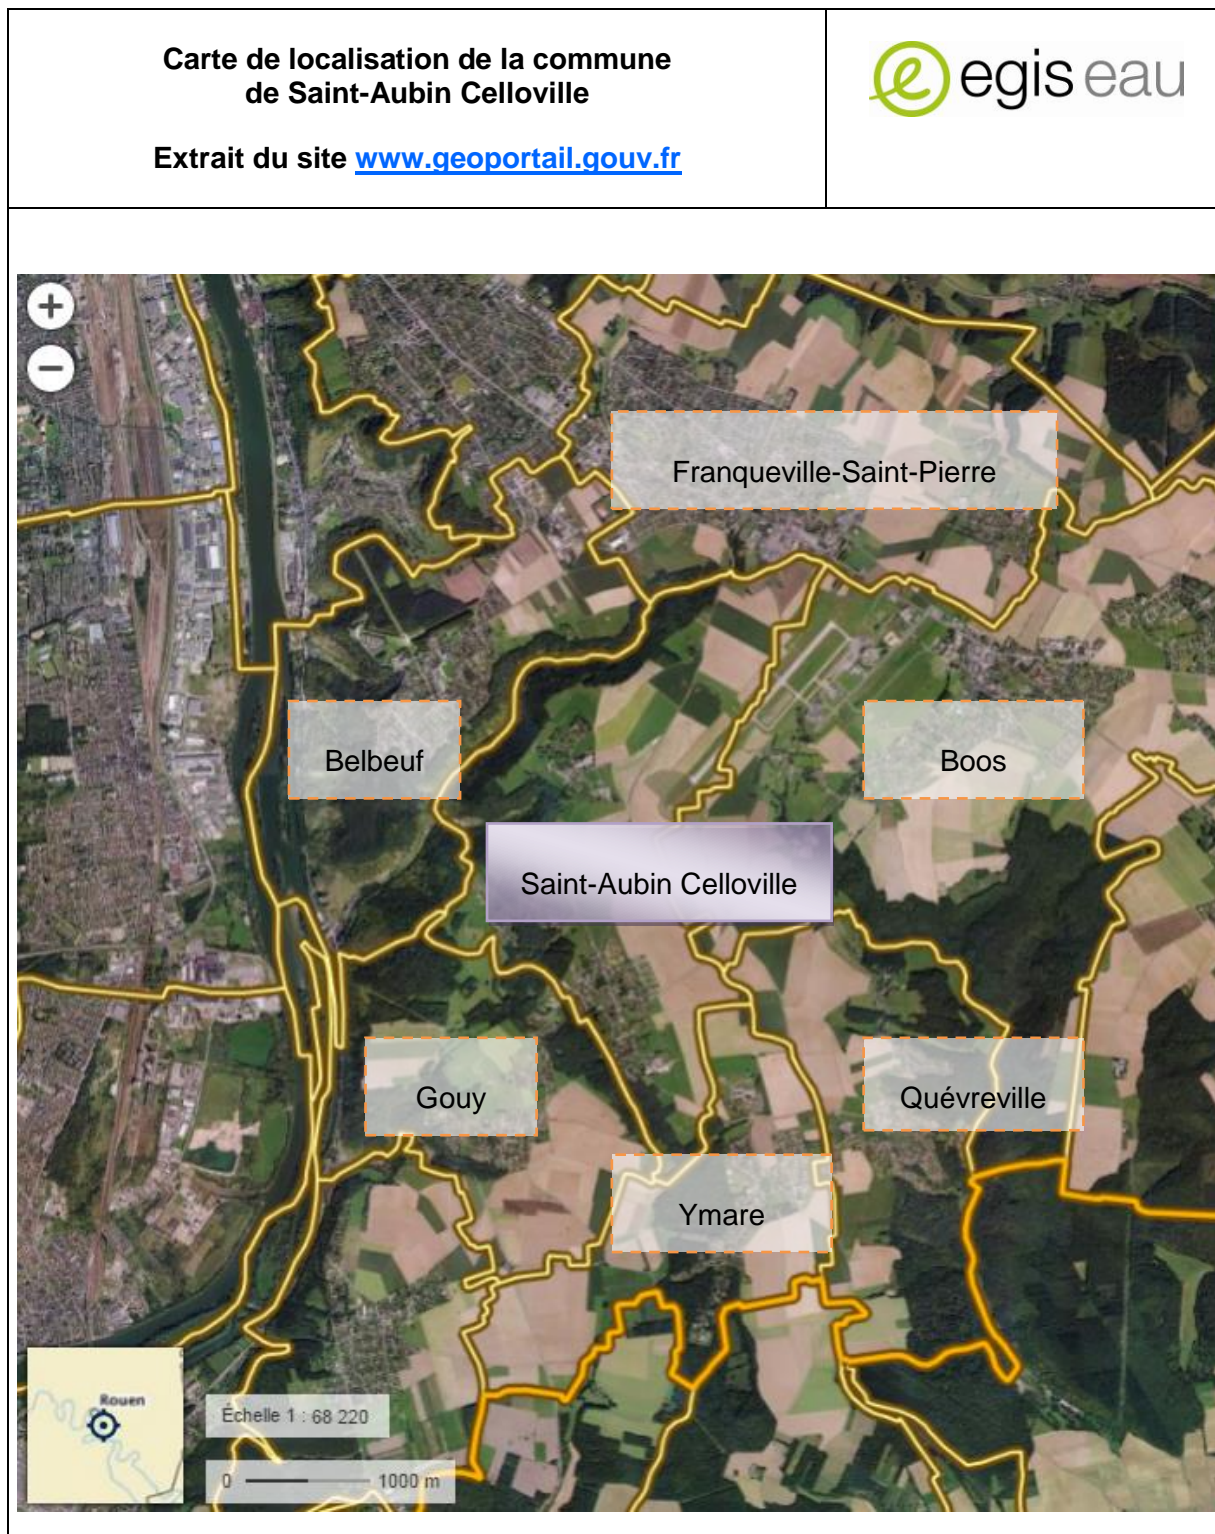 Carte de localisation de la commune
de Saint-Aubin Celloville
Extrait du site www.geoportail.gouv.fr
egis eau
Franqueville-Saint-Pierre
Belbeuf
Boos
Saint-Aubin Celloville
Gouy
Quévreville
Ymare
Rouen
Échelle 1 : 68 220
0 1000 m